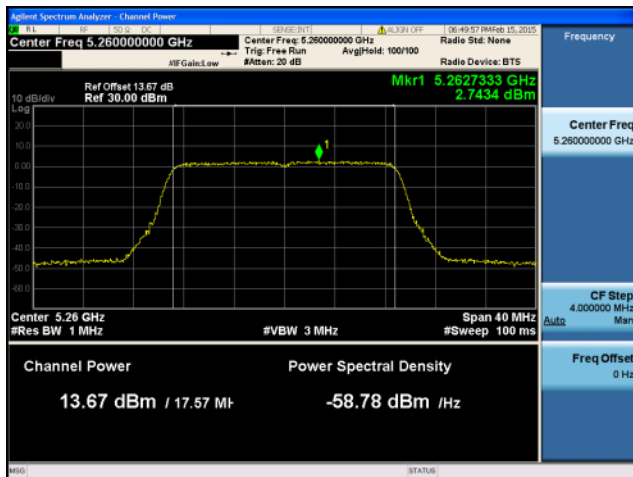 Agilent Spectrum Analyzer - Channel Power
RL RF 50 Ω DC SENSE:INT ALIGN OFF 06:49:57 PM Feb 15, 2015
Center Freq 5.260000000 GHz
Center Freq: 5.260000000 GHz
Radio Std: None
Trig: Free Run Avg|Hold: 100/100
#IFGain:Low #Atten: 20 dB Radio Device: BTS
Ref Offset 13.67 dB
10 dB/div Ref 30.00 dBm
Mkr1 5.2627333 GHz
2.7434 dBm
Log
20.0
10.0
0.00
-10.0
-20.0
-30.0
-40.0
-50.0
-60.0
1
Center 5.26 GHz Span 40 MHz
#Res BW 1 MHz #VBW 3 MHz #Sweep 100 ms
Channel Power Power Spectral Density
13.67 dBm / 17.57 MH -58.78 dBm /Hz
MSG STATUS
Frequency
Center Freq
5.260000000 GHz
CF Step
4.000000 MHz
Auto Man
Freq Offset
0 Hz